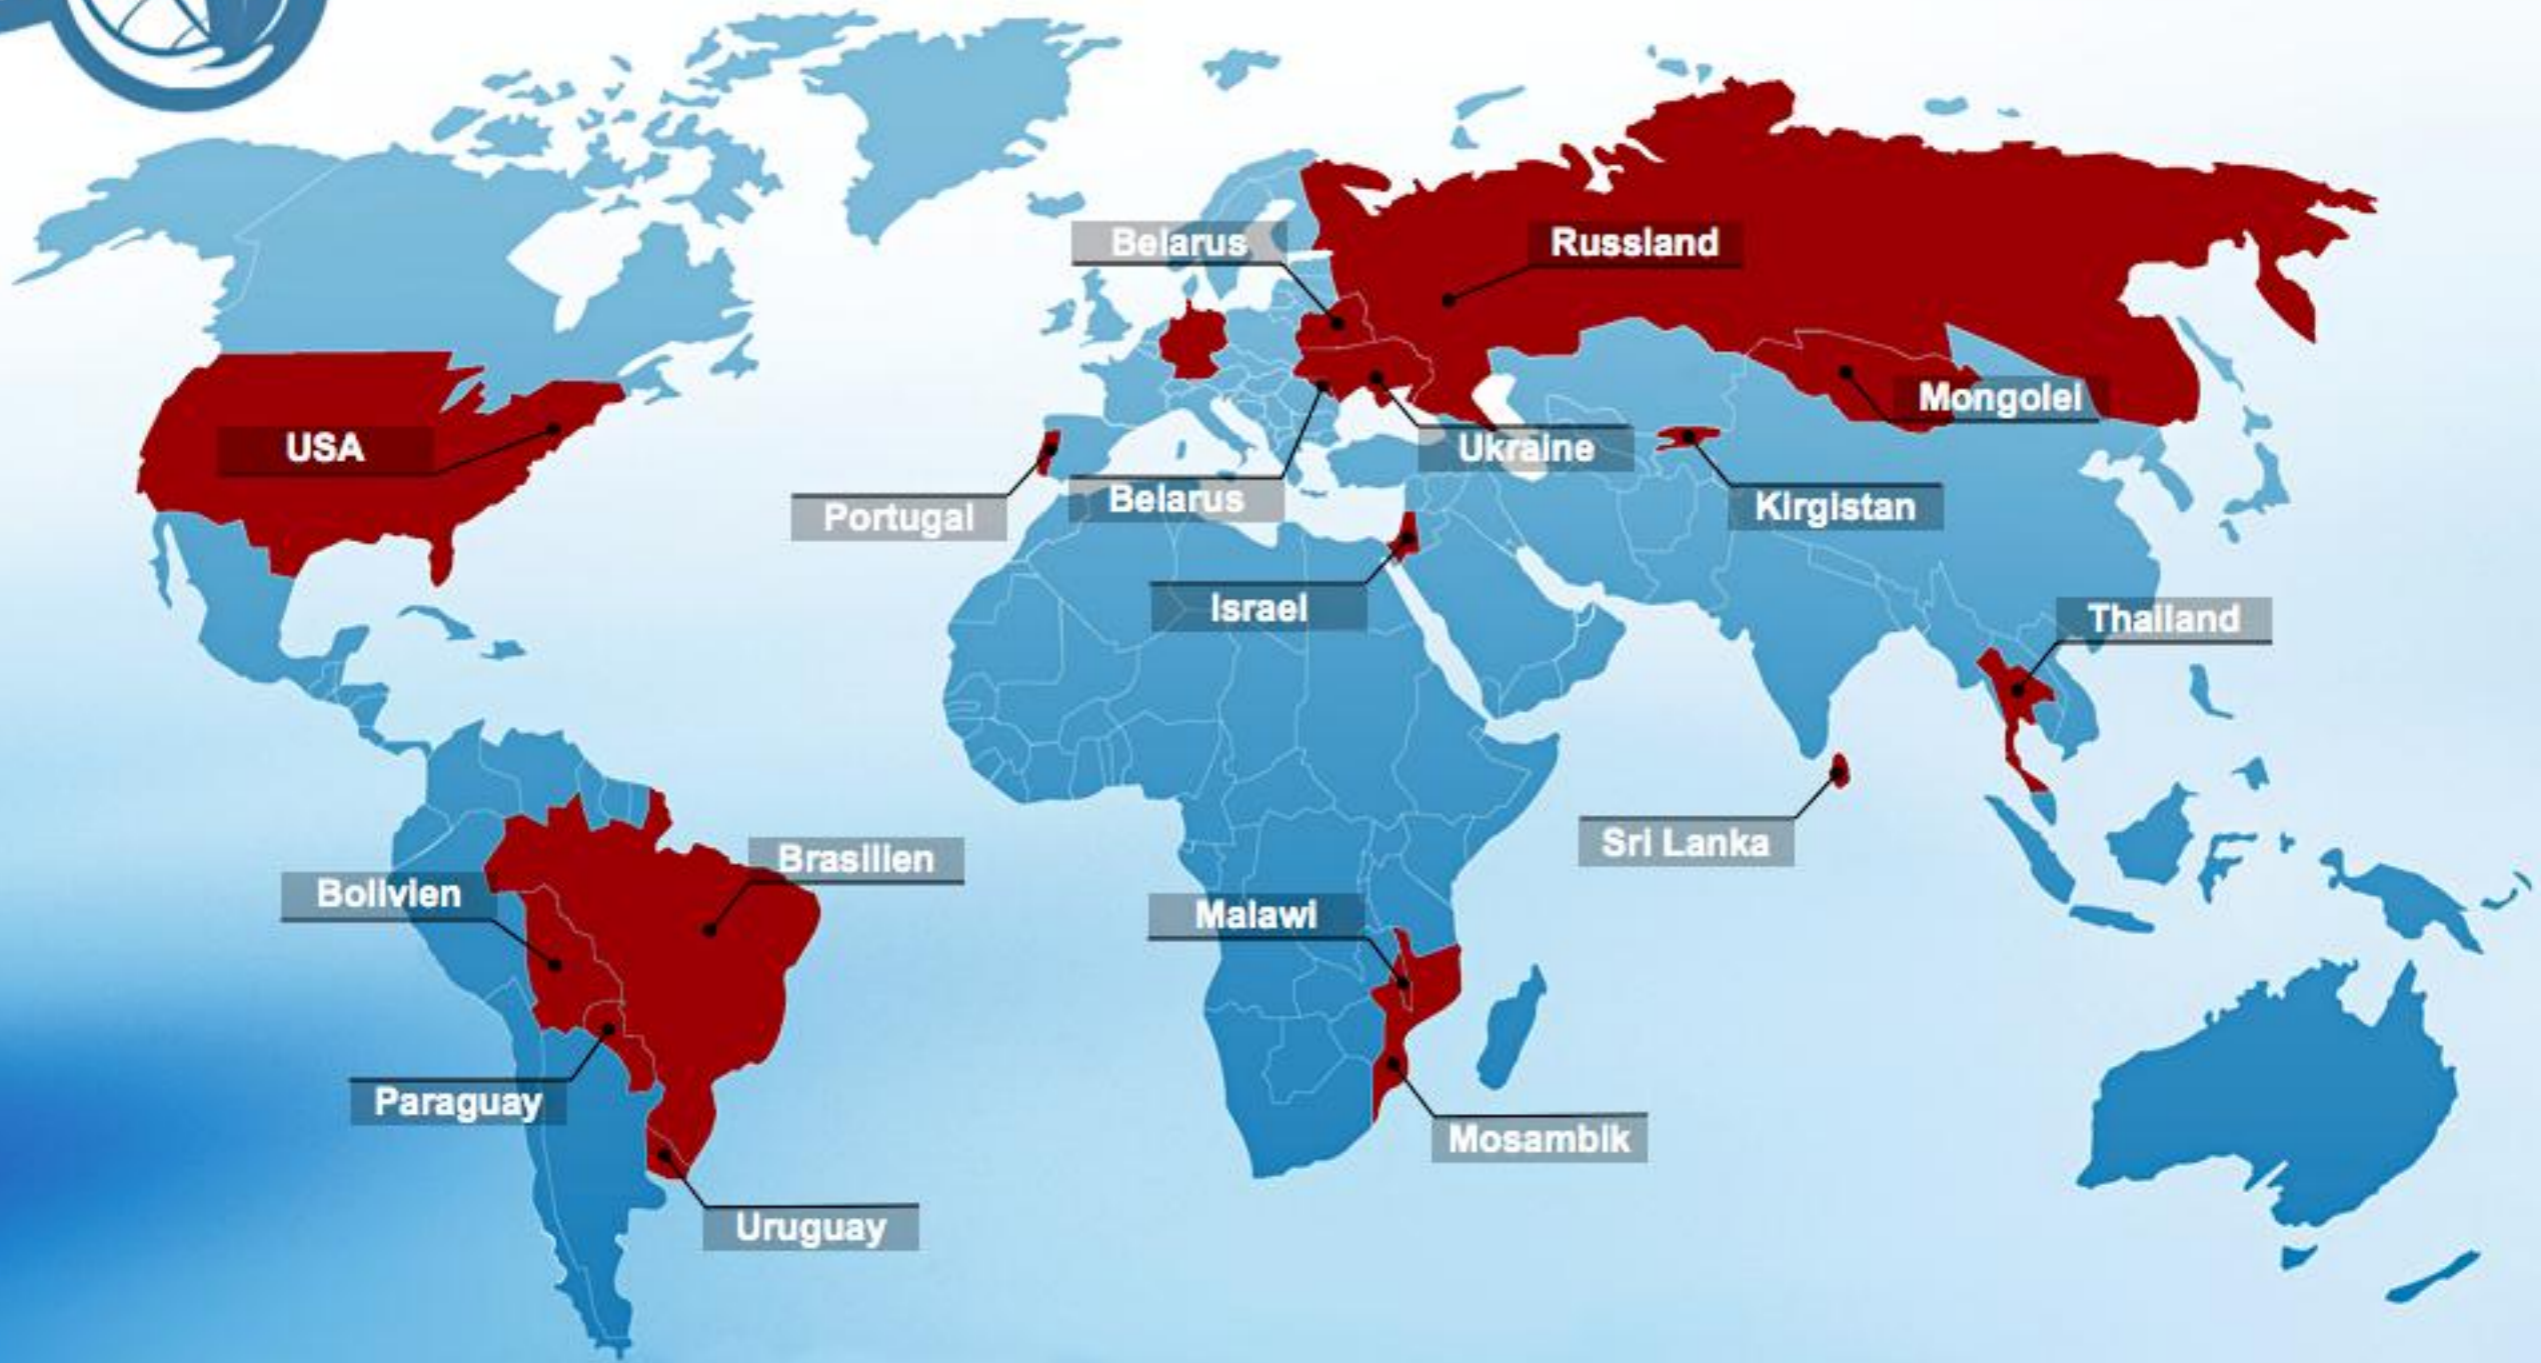 Belarus
Russland
Mongolei
USA
Ukraine
Portugal
Belarus
Kirgistan
Israel
Thailand
Sri Lanka
Brasilien
Bolivien
Malawi
Paraguay
Mosambik
Uruguay